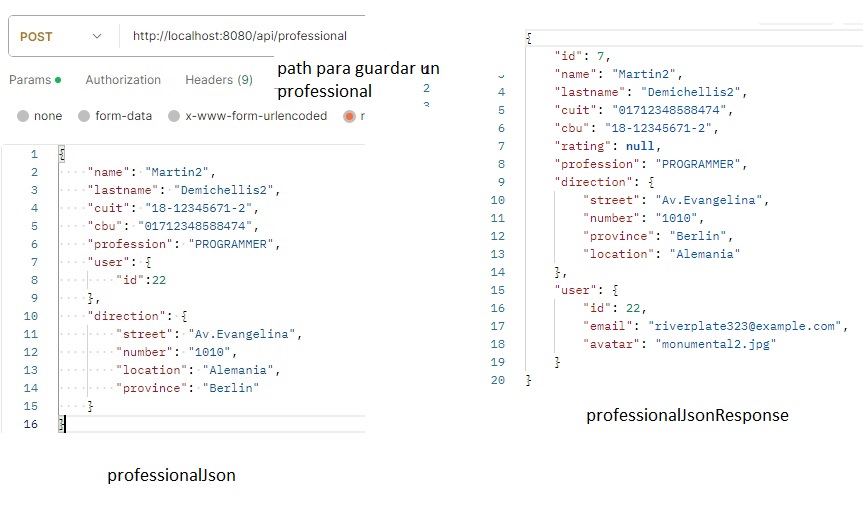 POST
http://localhost:8080/api/professional
Params
Authorization
Headers (9)
path para guardar un
professional
none
form-data
x-www-form-urlencoded
r
1 {
2 "name": "Martin2",
3 "lastname": "Demichellis2",
4 "cuit": "18-12345671-2",
5 "cbu": "01712348588474",
6 "profession": "PROGRAMMER",
7 "user": {
8 "id":22
9 },
10 "direction": {
11 "street": "Av.Evangelina",
12 "number": "1010",
13 "location": "Alemania",
14 "province": "Berlin"
15 }
16 }
professionalJson
{
2 "id": 7,
3 "name": "Martin2",
4 "lastname": "Demichellis2",
5 "cuit": "01712348588474",
6 "cbu": "18-12345671-2",
7 "rating": null,
8 "profession": "PROGRAMMER",
9 "direction": {
10 "street": "Av.Evangelina",
11 "number": "1010",
12 "province": "Berlin",
13 "location": "Alemania"
14 },
15 "user": {
16 "id": 22,
17 "email": "riverplate323@example.com",
18 "avatar": "monumental2.jpg"
19 }
20 }
professionalJsonResponse